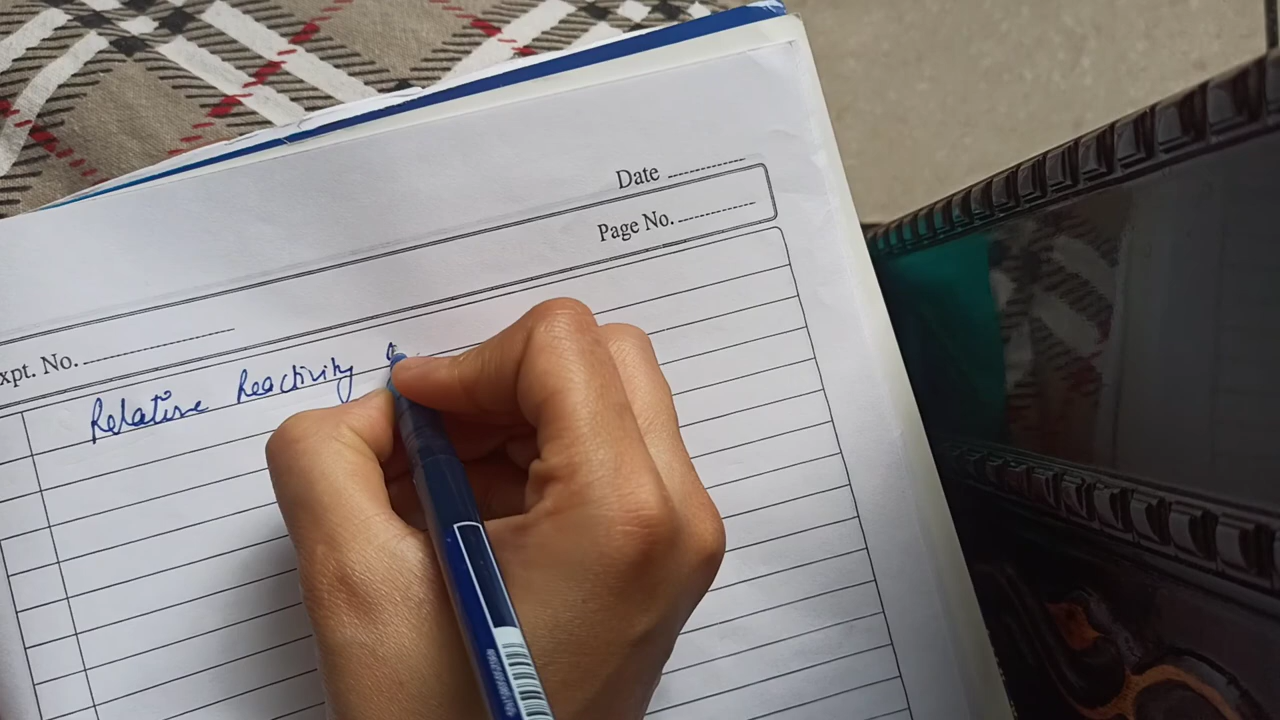 Date
Page No.
xpt. No.
Relative Reactivity